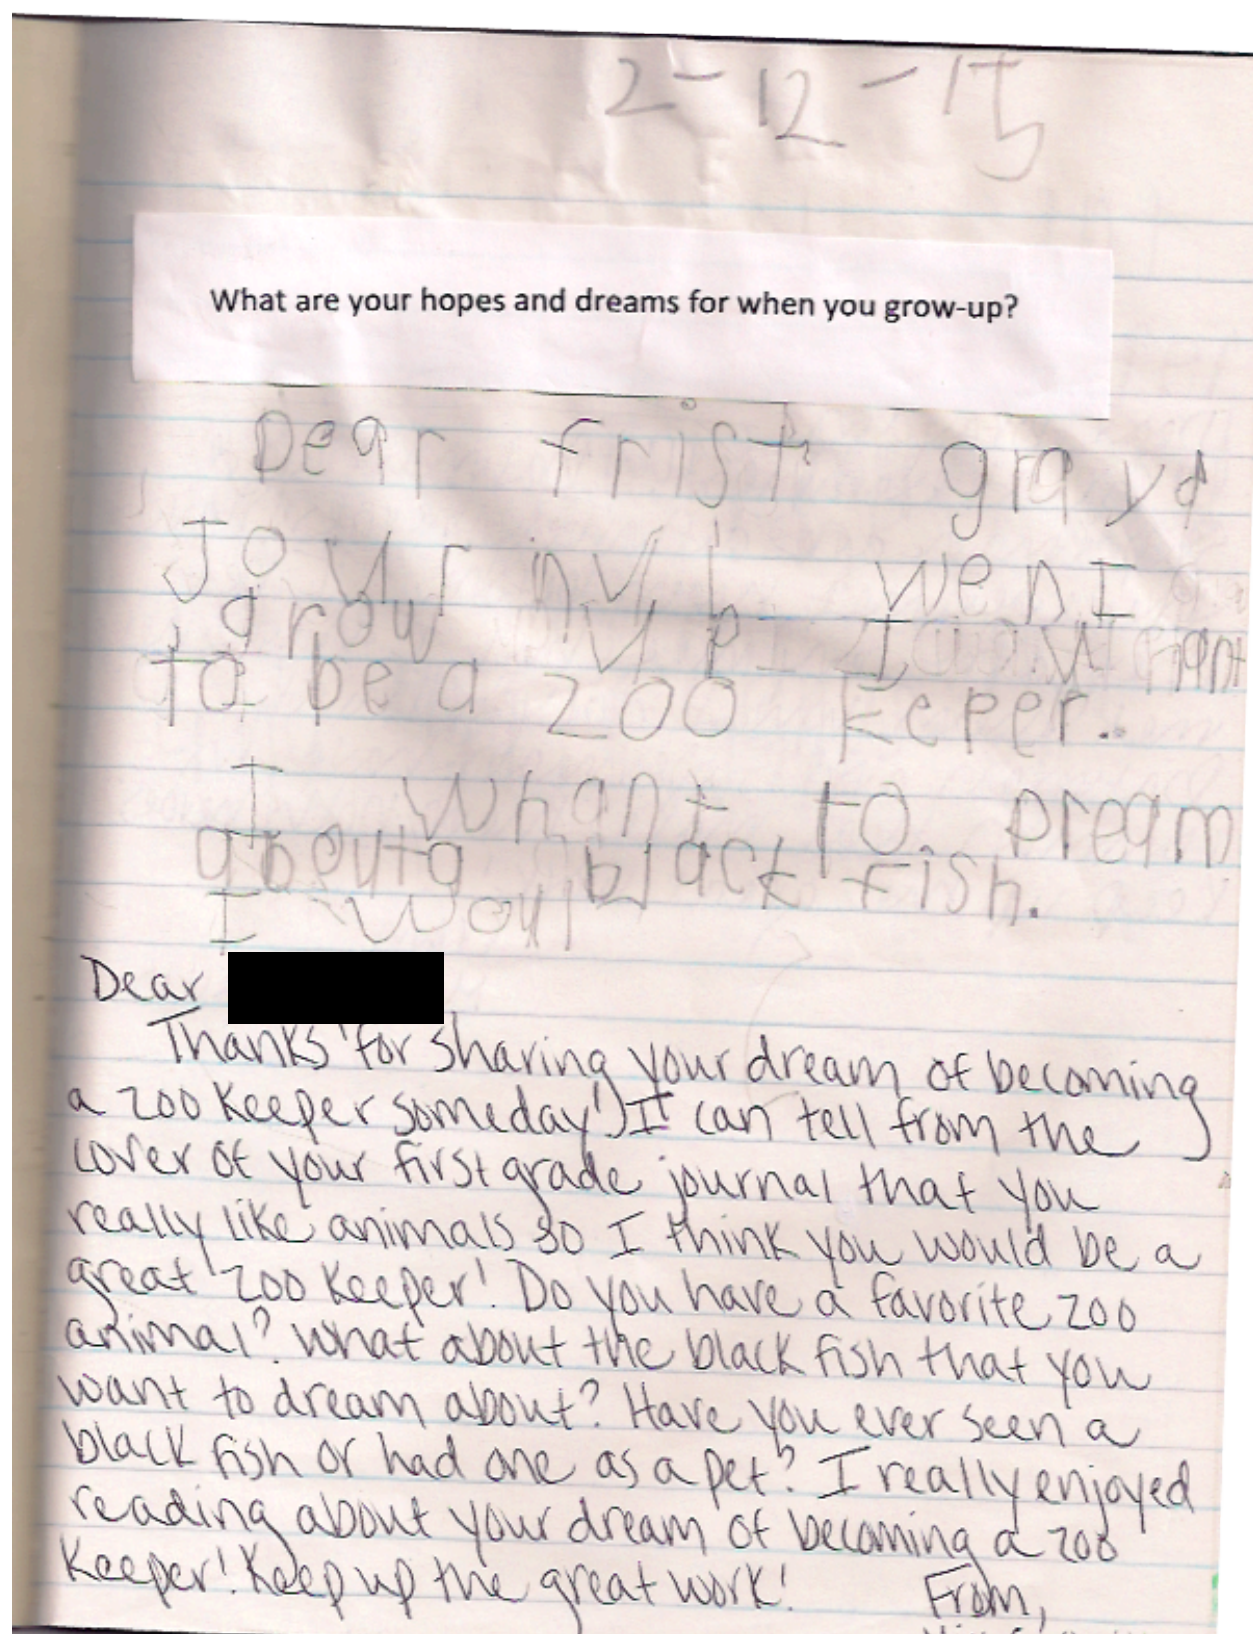 2-12-15
What are your hopes and dreams for when you grow-up?
Dear frist grayd
Journyl wen I
grow up I whant
to be a zoo keper.
I whant to Dream
aboutа black fish.
I woul
Dear
Thanks for sharing your dream of becoming
a zoo keeper someday! I can tell from the
cover of your first grade journal that you
really like animals so I think you would be a
great zoo keeper! Do you have a favorite zoo
animal? What about the black fish that you
want to dream about? Have you ever seen a
black fish or had one as a pet? I really enjoyed
reading about your dream of becoming a zoo
keeper! Keep up the great work!
From,